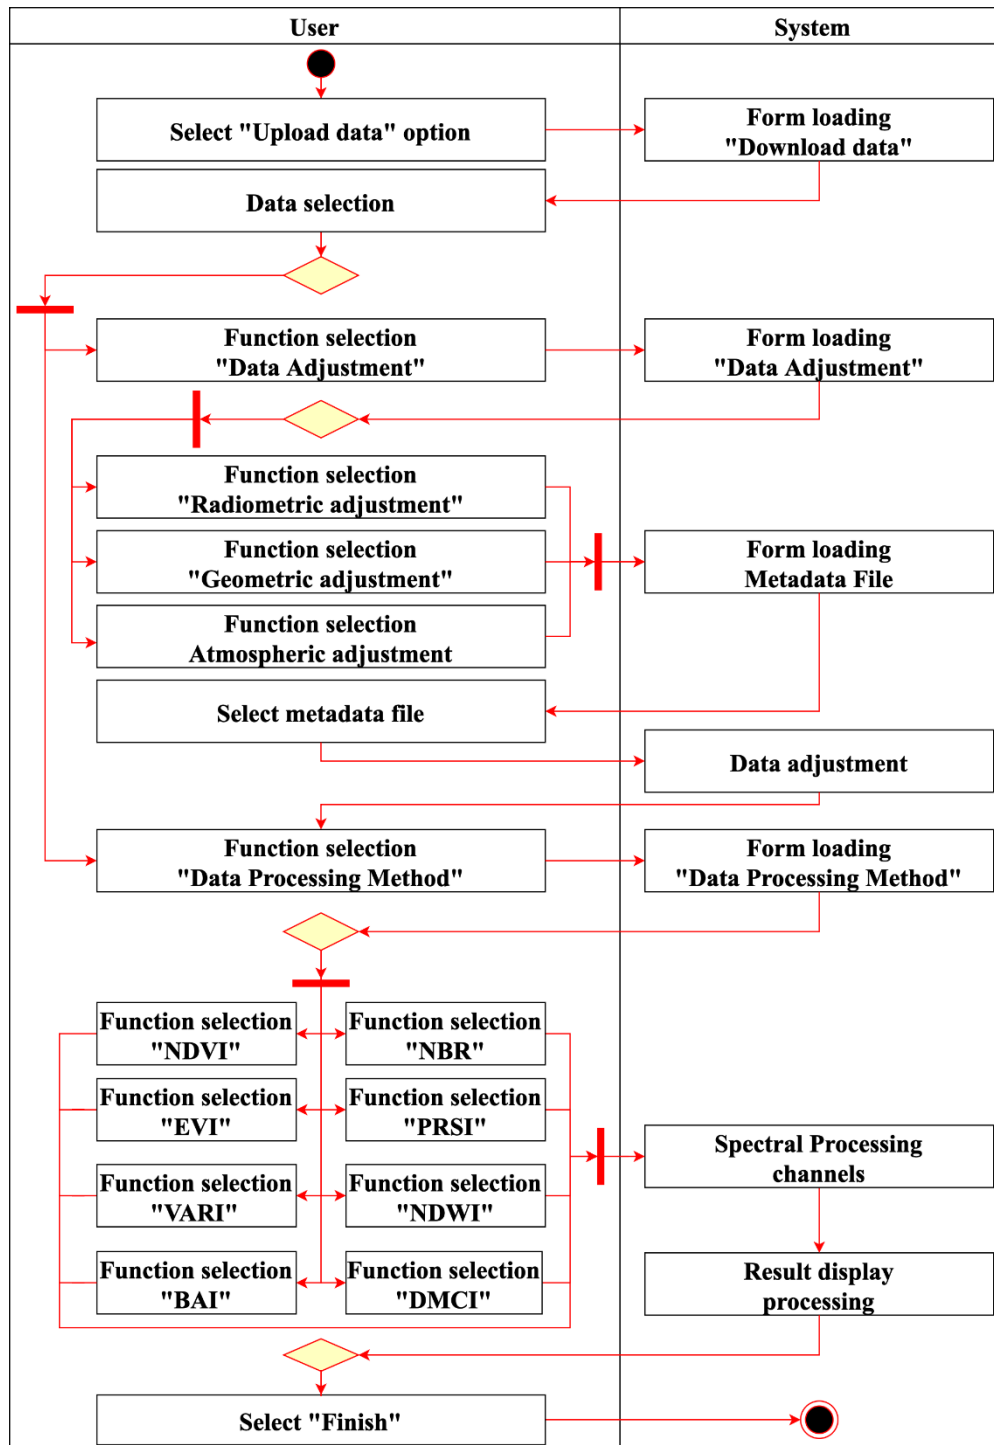 User
System
Select "Upload data" option
Form loading
"Download data"
Data selection
Function selection
"Data Adjustment"
Form loading
"Data Adjustment"
Function selection
"Radiometric adjustment"
Function selection
"Geometric adjustment"
Form loading
Metadata File
Function selection
Atmospheric adjustment
Select metadata file
Data adjustment
Function selection
"Data Processing Method"
Form loading
"Data Processing Method"
Function selection
"NDVI"
Function selection
"NBR"
Function selection
"EVI"
Function selection
"PRSI"
Spectral Processing
channels
Function selection
"VARI"
Function selection
"NDWI"
Function selection
"BAI"
Function selection
"DMCI"
Result display
processing
Select "Finish"